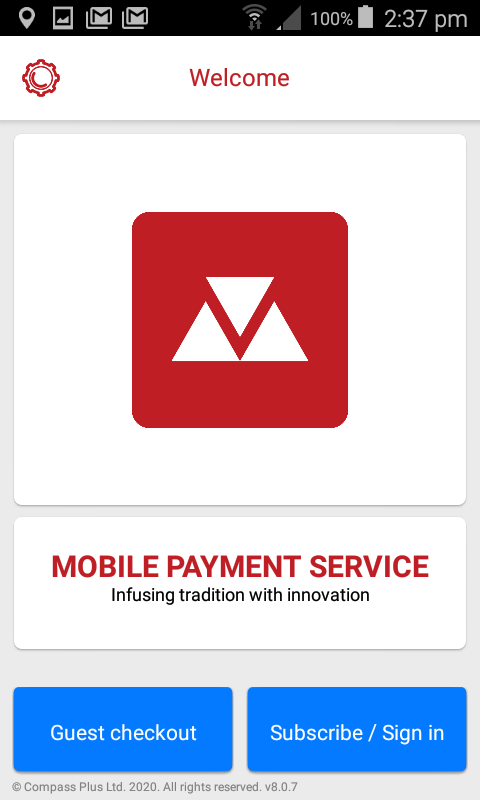 100% 2:37 pm
Welcome
MOBILE PAYMENT SERVICE
Infusing tradition with innovation
Guest checkout
Subscribe / Sign in
© Compass Plus Ltd. 2020. All rights reserved. v8.0.7